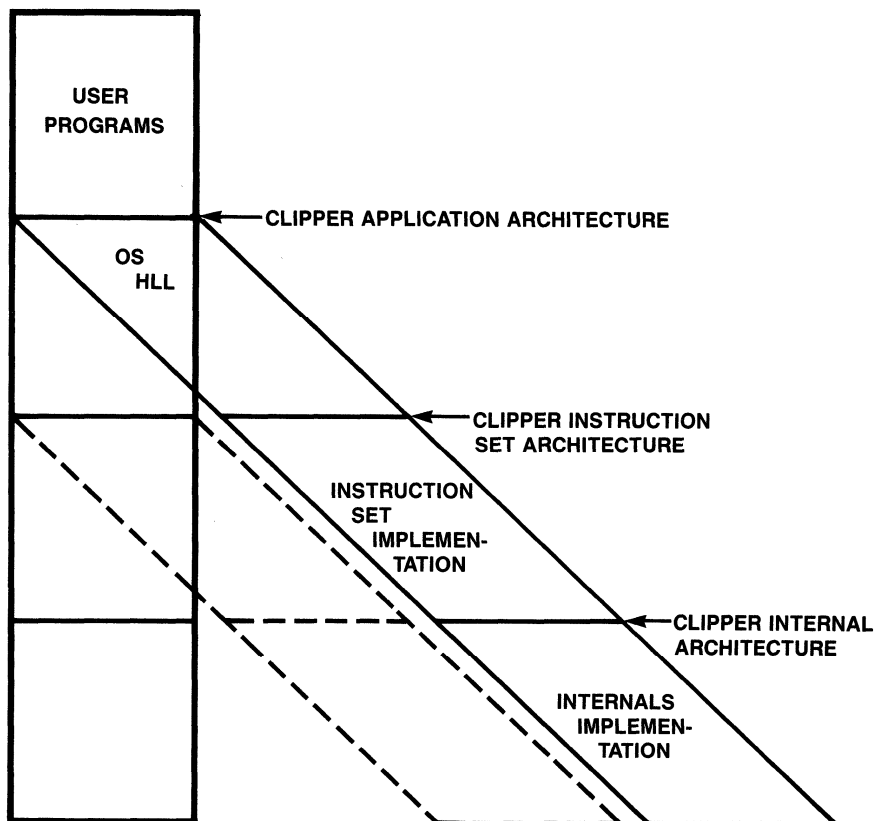 USER
PROGRAMS
CLIPPER APPLICATION ARCHITECTURE
OS
HLL
CLIPPER INSTRUCTION
SET ARCHITECTURE
INSTRUCTION
SET
IMPLEMEN-
TATION
CLIPPER INTERNAL
ARCHITECTURE
INTERNALS
IMPLEMEN-
TATION